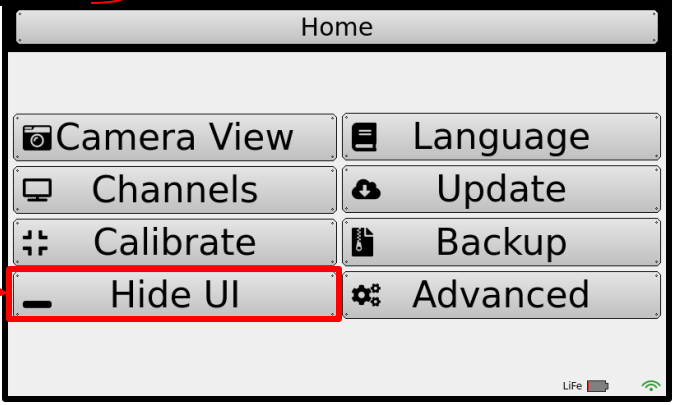 Home
Camera View
Language
Channels
Update
Calibrate
Backup
Hide UI
Advanced
LiFe